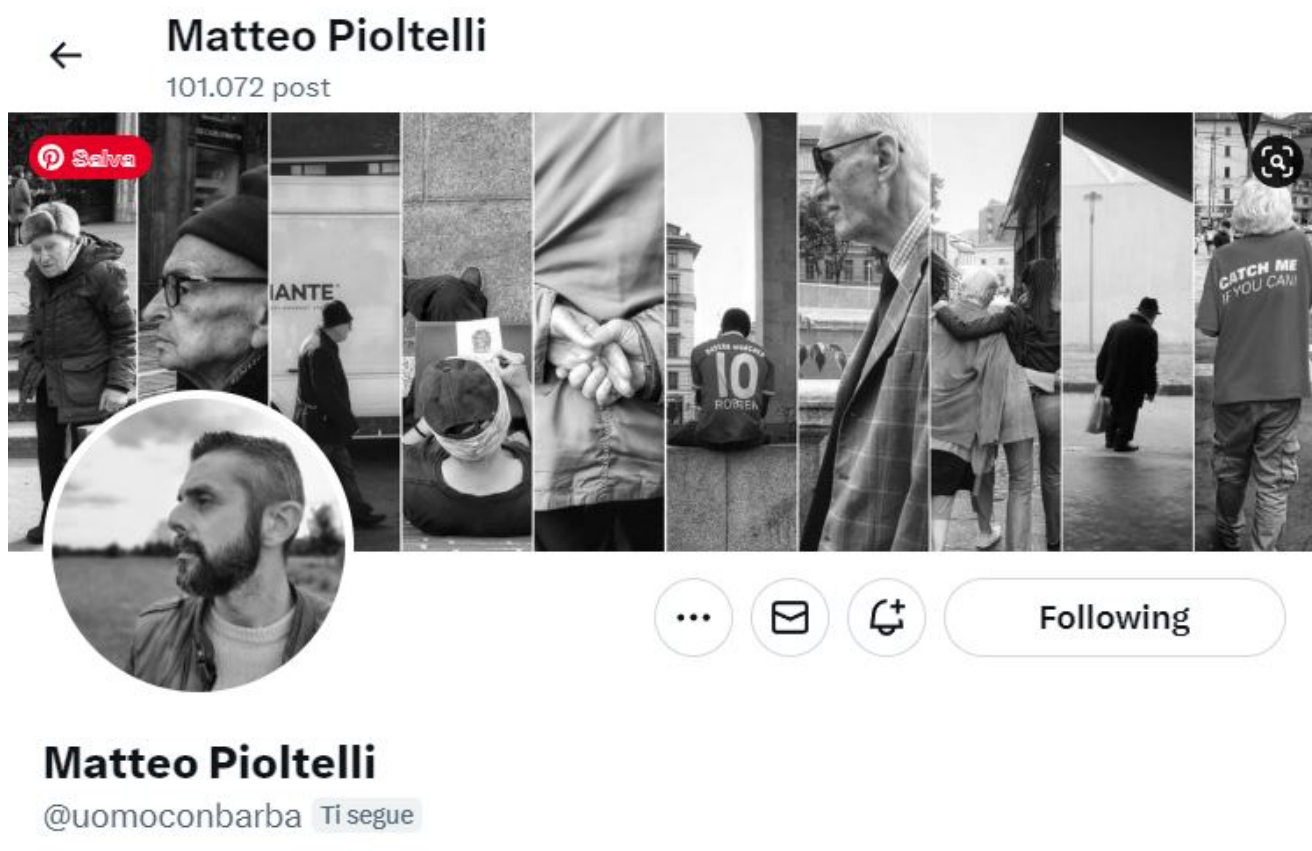 Matteo Pioltelli
101.072 post
Salva
IANTE
CATCH ME
IF YOU CAN!
10
ROBBEN
Following
Matteo Pioltelli
@uomoconbarba Ti segue